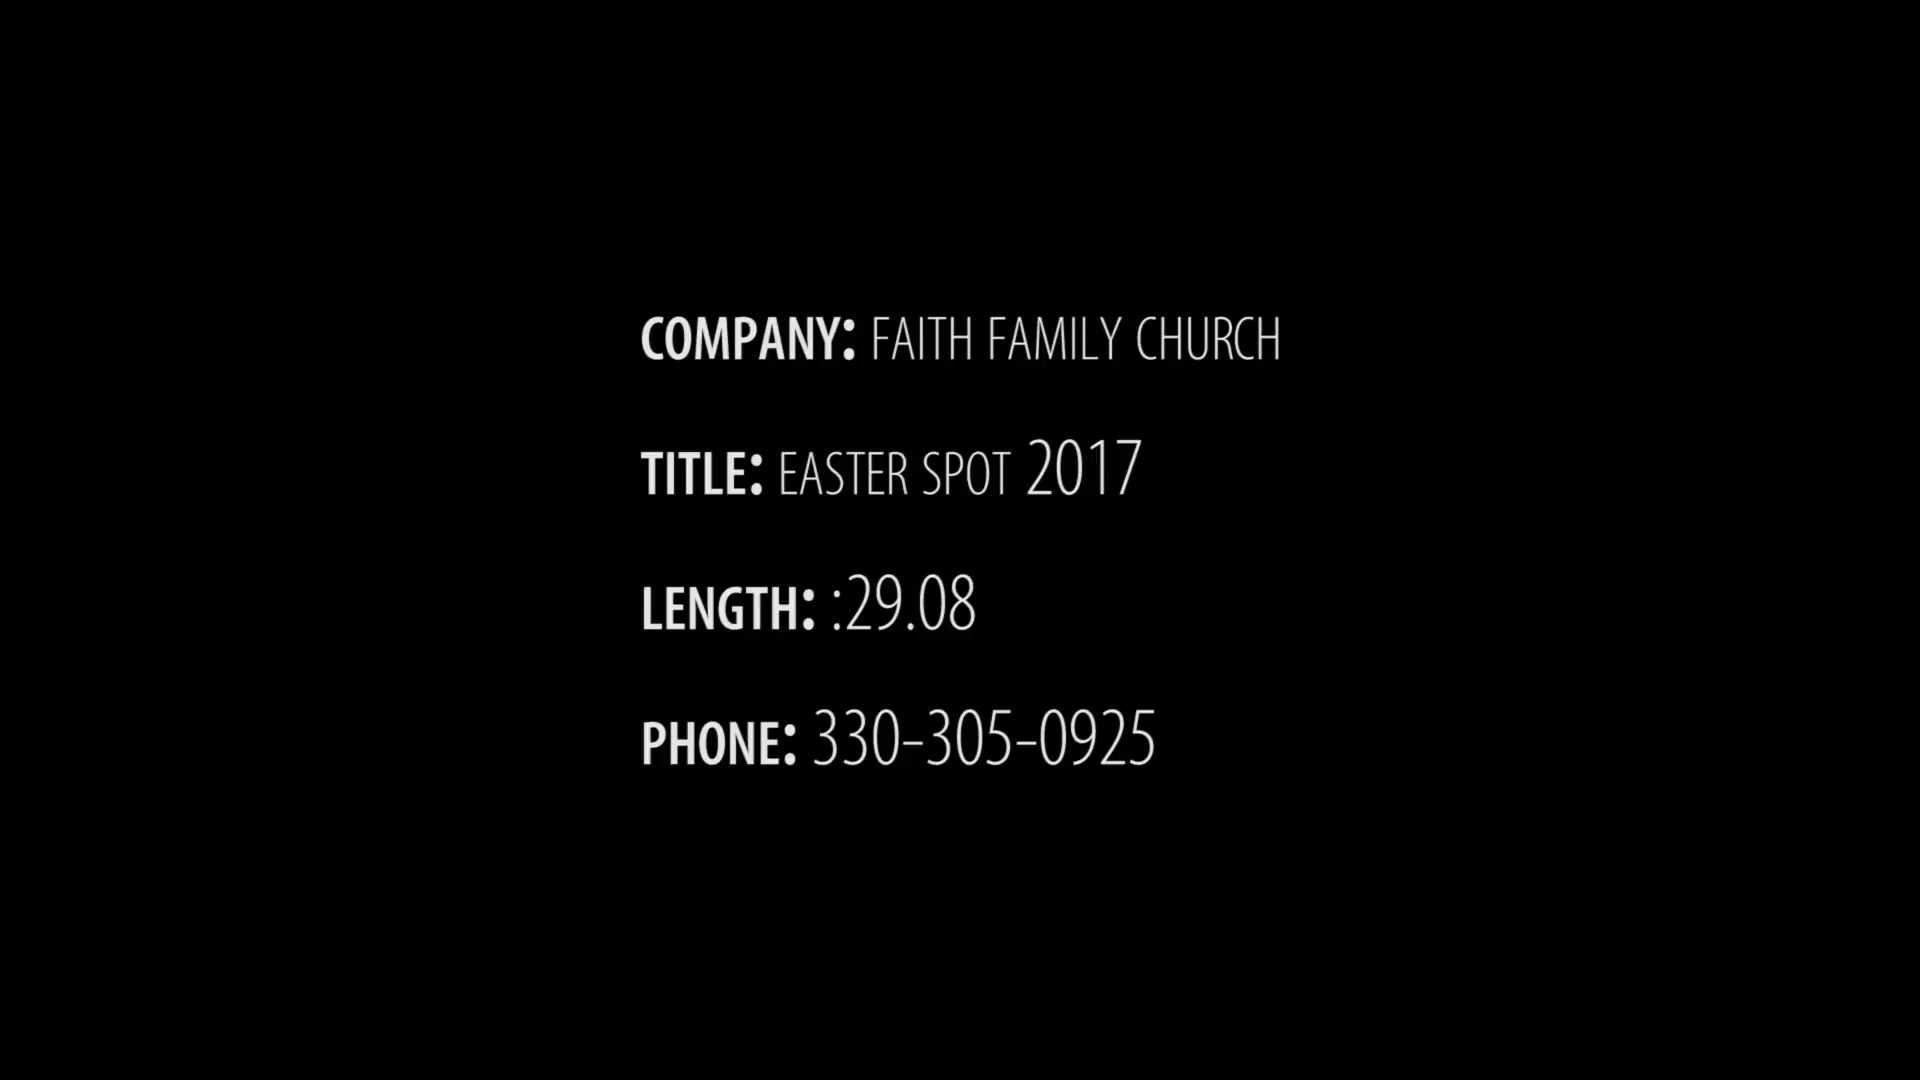 COMPANY: FAITH FAMILY CHURCH
TITLE: EASTER SPOT 2017
LENGTH: :29.08
PHONE: 330-305-0925